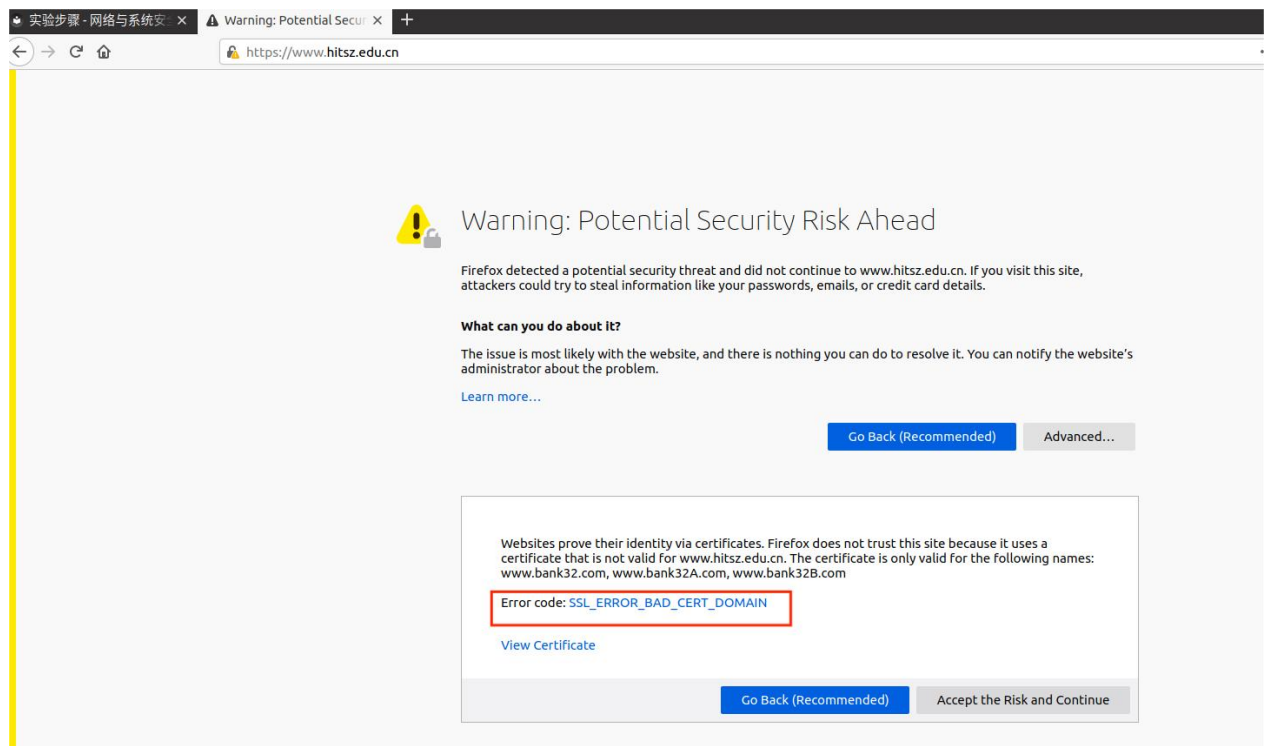 实验步骤 - 网络与系统安
Warning: Potential Secur
https://www.hitsz.edu.cn
Warning: Potential Security Risk Ahead
Firefox detected a potential security threat and did not continue to www.hitsz.edu.cn. If you visit this site,
attackers could try to steal information like your passwords, emails, or credit card details.
What can you do about it?
The issue is most likely with the website, and there is nothing you can do to resolve it. You can notify the website’s
administrator about the problem.
Learn more…
Go Back (Recommended)
Advanced…
Websites prove their identity via certificates. Firefox does not trust this site because it uses a
certificate that is not valid for www.hitsz.edu.cn. The certificate is only valid for the following names:
www.bank32.com, www.bank32A.com, www.bank32B.com
Error code: SSL_ERROR_BAD_CERT_DOMAIN
View Certificate
Go Back (Recommended)
Accept the Risk and Continue